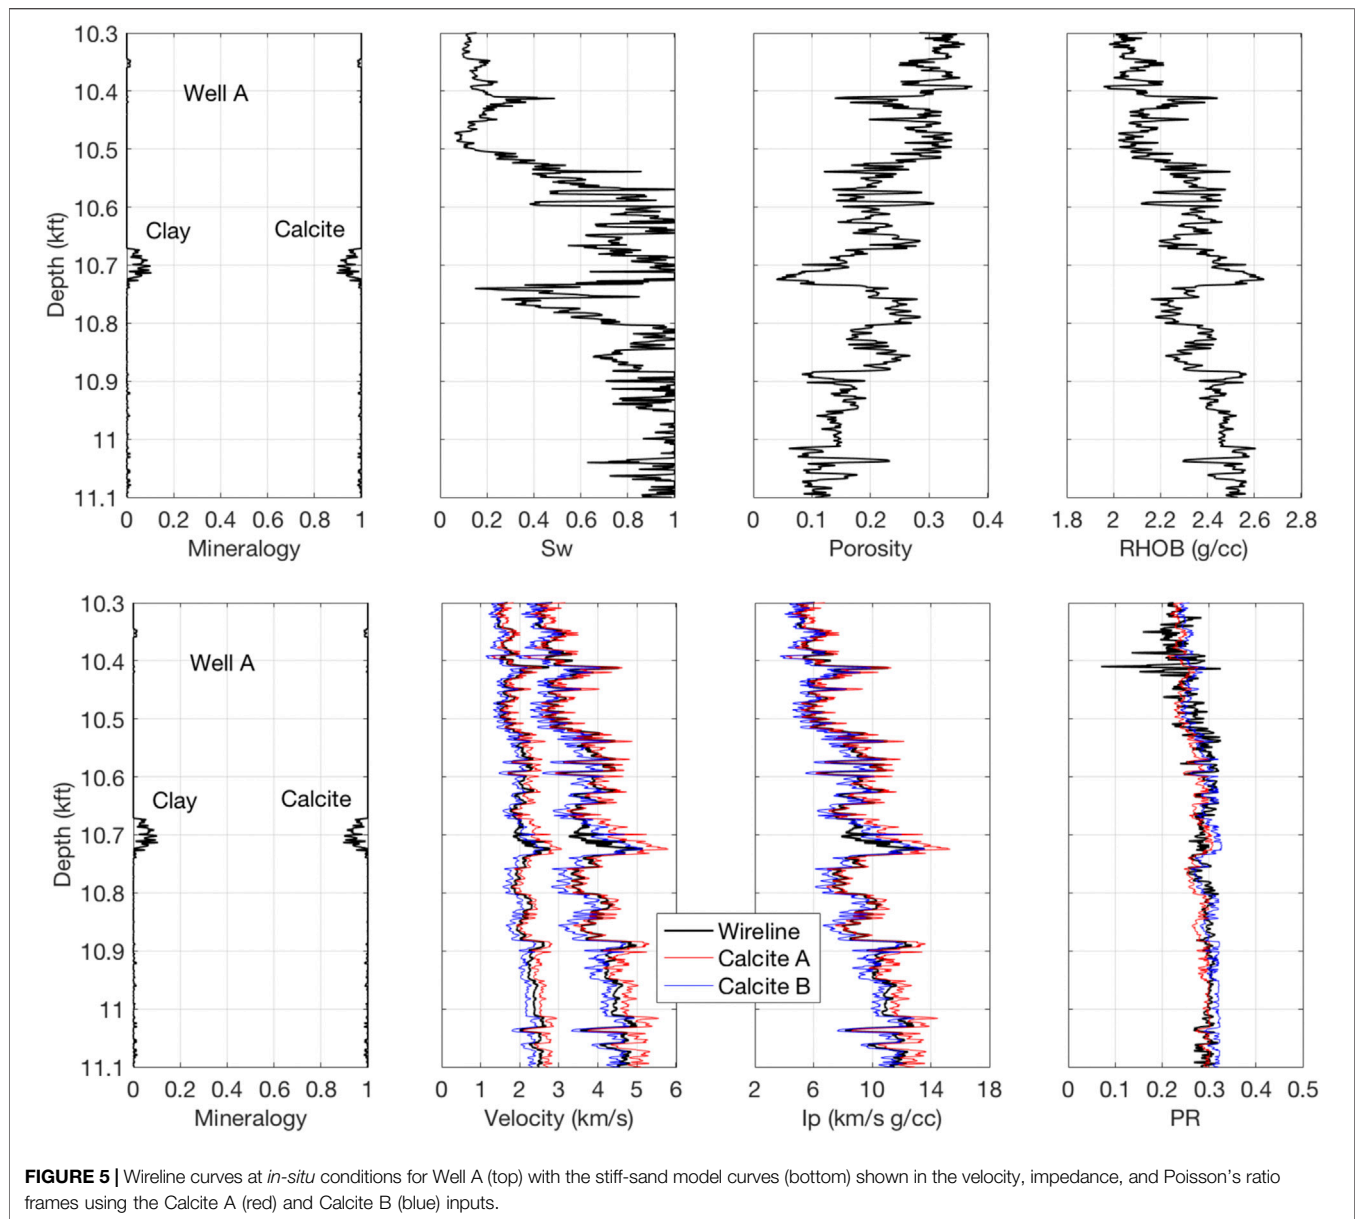 10.3
10.4
10.5
10.6
10.7
10.8
10.9
11
11.1
Depth (kft)
Well A
Clay
Calcite
0 0.2 0.4 0.6 0.8 1
Mineralogy
0 0.2 0.4 0.6 0.8 1
Sw
0 0.1 0.2 0.3 0.4
Porosity
1.8 2 2.2 2.4 2.6 2.8
RHOB (g/cc)
10.3
10.4
10.5
10.6
10.7
10.8
10.9
11
11.1
Depth (kft)
Well A
Clay
Calcite
0 0.2 0.4 0.6 0.8 1
Mineralogy
0 1 2 3 4 5 6
Velocity (km/s)
Wireline
Calcite A
Calcite B
2 6 10 14 18
Ip (km/s g/cc)
0 0.1 0.2 0.3 0.4 0.5
PR
FIGURE 5 | Wireline curves at in-situ conditions for Well A (top) with the stiff-sand model curves (bottom) shown in the velocity, impedance, and Poisson's ratio
frames using the Calcite A (red) and Calcite B (blue) inputs.